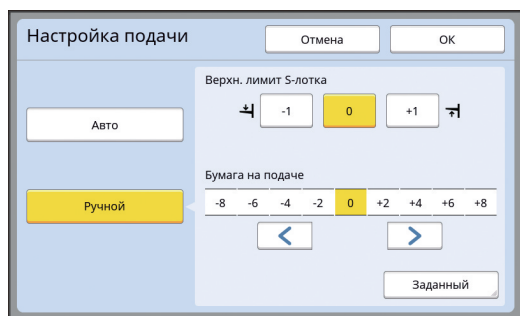 Настройка подачи
Отмена
ОК
Авто
Ручной
Верхн. лимит S-лотка
-1 0 +1
Бумага на подаче
-8 -6 -4 -2 0 +2 +4 +6 +8
Заданный